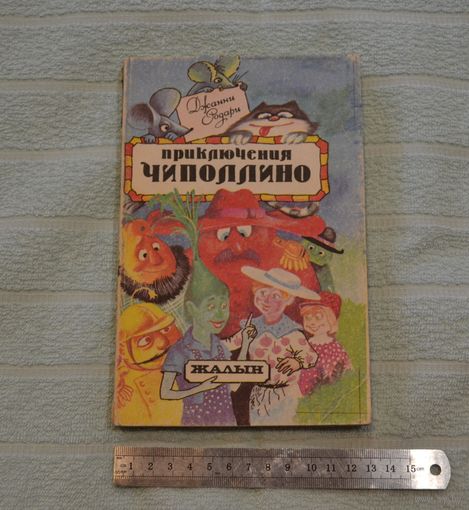 Джанни
Родари
приключения
ЧИПОЛЛИНО
ЖАЛЫН
1 2 3 4 5 6 7 8 9 10 11 12 13 14 15cm